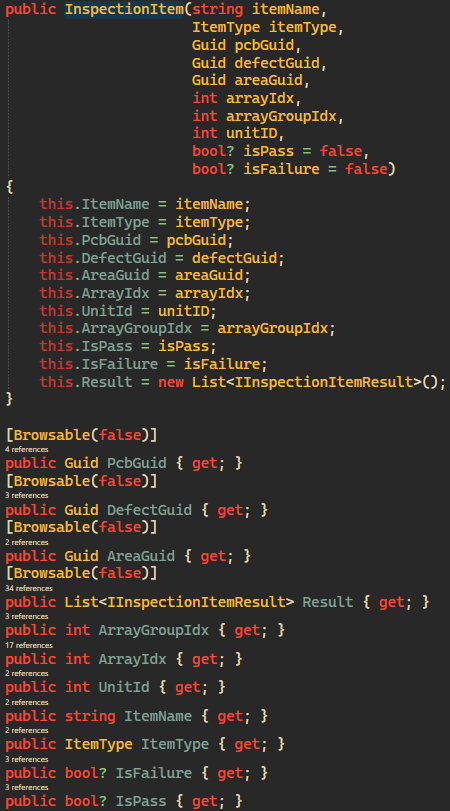 public InspectionItem(string itemName,
ItemType itemType,
Guid pcbGuid,
Guid defectGuid,
Guid areaGuid,
int arrayIdx,
int arrayGroupIdx,
int unitID,
bool? isPass = false,
bool? isFailure = false)
{
this.ItemName = itemName;
this.ItemType = itemType;
this.PcbGuid = pcbGuid;
this.DefectGuid = defectGuid;
this.AreaGuid = areaGuid;
this.ArrayIdx = arrayIdx;
this.UnitId = unitID;
this.ArrayGroupIdx = arrayGroupIdx;
this.IsPass = isPass;
this.IsFailure = isFailure;
this.Result = new List<IInspectionItemResult>();
}
[Browsable(false)]
4 references
public Guid PcbGuid { get; }
[Browsable(false)]
3 references
public Guid DefectGuid { get; }
[Browsable(false)]
2 references
public Guid AreaGuid { get; }
[Browsable(false)]
34 references
public List<IInspectionItemResult> Result { get; }
3 references
public int ArrayGroupIdx { get; }
17 references
public int ArrayIdx { get; }
2 references
public int UnitId { get; }
2 references
public string ItemName { get; }
2 references
public ItemType ItemType { get; }
3 references
public bool? IsFailure { get; }
3 references
public bool? IsPass { get; }